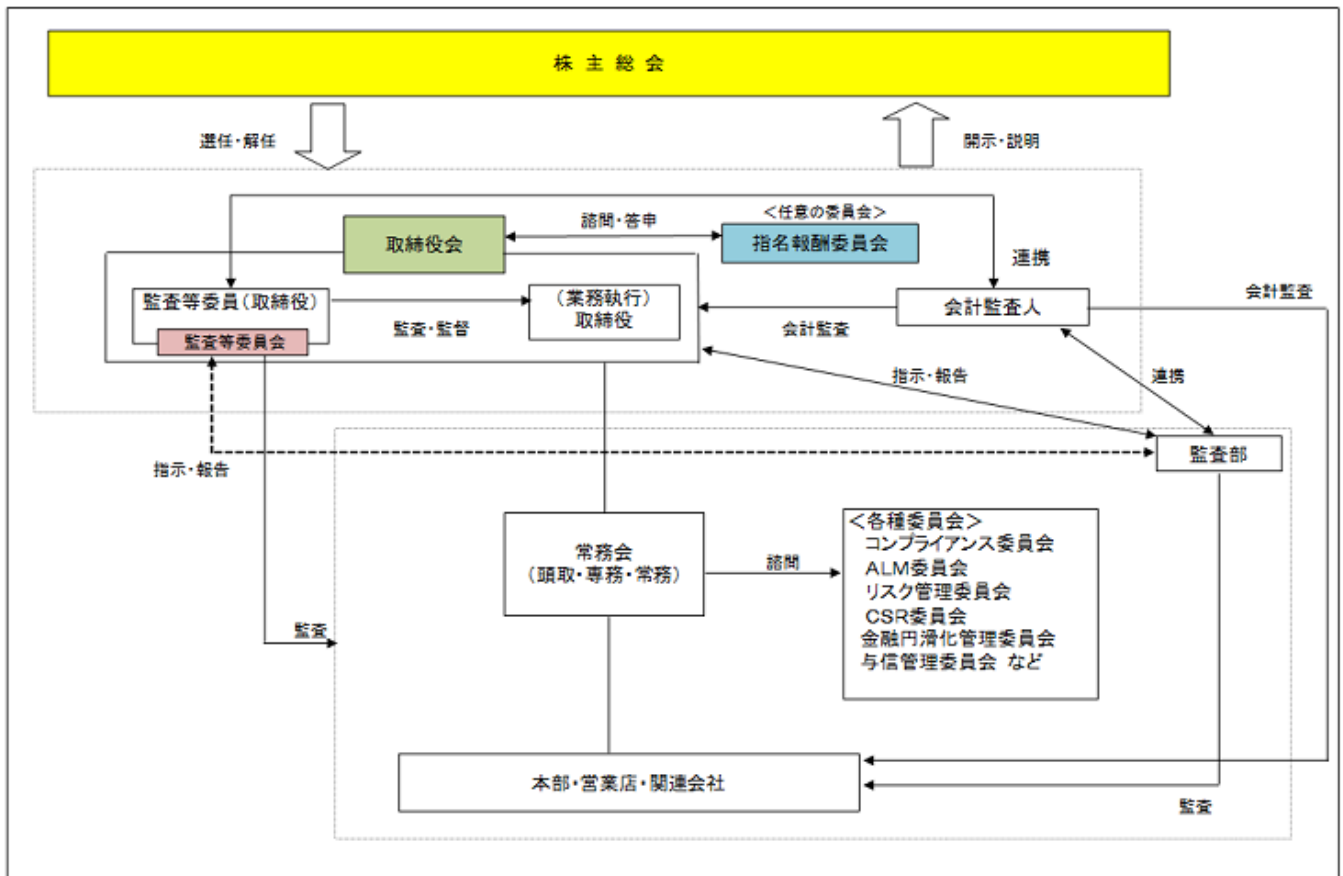 株 主 総 会
選任・解任
開示・説明
＜任意の委員会＞
諮問・答申
取締役会
指名報酬委員会
連携
監査等委員（取締役）
（業務執行）
取締役
会計監査人
会計監査
監査・監督
会計監査
監査等委員会
指示・報告
連携
指示・報告
監査部
常務会
（頭取・専務・常務）
諮問
＜各種委員会＞
コンプライアンス委員会
ALM委員会
リスク管理委員会
CSR委員会
金融円滑化管理委員会
与信管理委員会 など
監査
本部・営業店・関連会社
監査